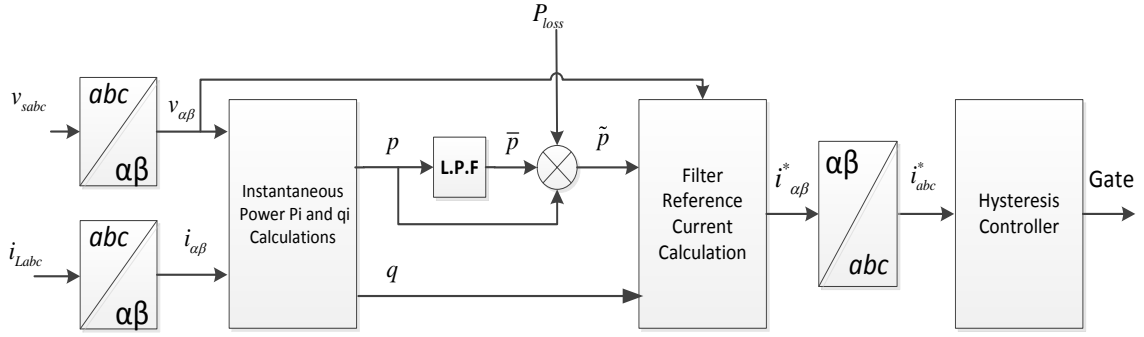 P_loss
v_sabc
abc
αβ
v_αβ
Instantaneous
Power Pi and qi
Calculations
p
L.P.F
p̄
p̃
Filter
Reference
Current
Calculation
i*_αβ
αβ
abc
i*_abc
Hysteresis
Controller
Gate
i_Labc
abc
αβ
i_αβ
q